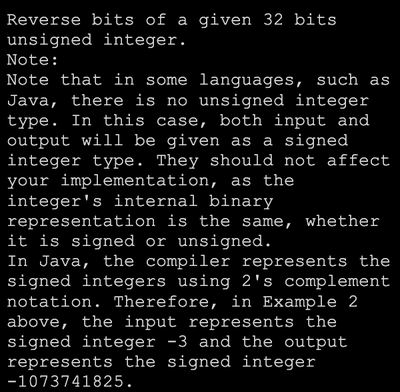 Reverse bits of a given 32 bits
unsigned integer.
Note:
Note that in some languages, such as
Java, there is no unsigned integer
type. In this case, both input and
output will be given as a signed
integer type. They should not affect
your implementation, as the
integer's internal binary
representation is the same, whether
it is signed or unsigned.
In Java, the compiler represents the
signed integers using 2's complement
notation. Therefore, in Example 2
above, the input represents the
signed integer -3 and the output
represents the signed integer
-1073741825.